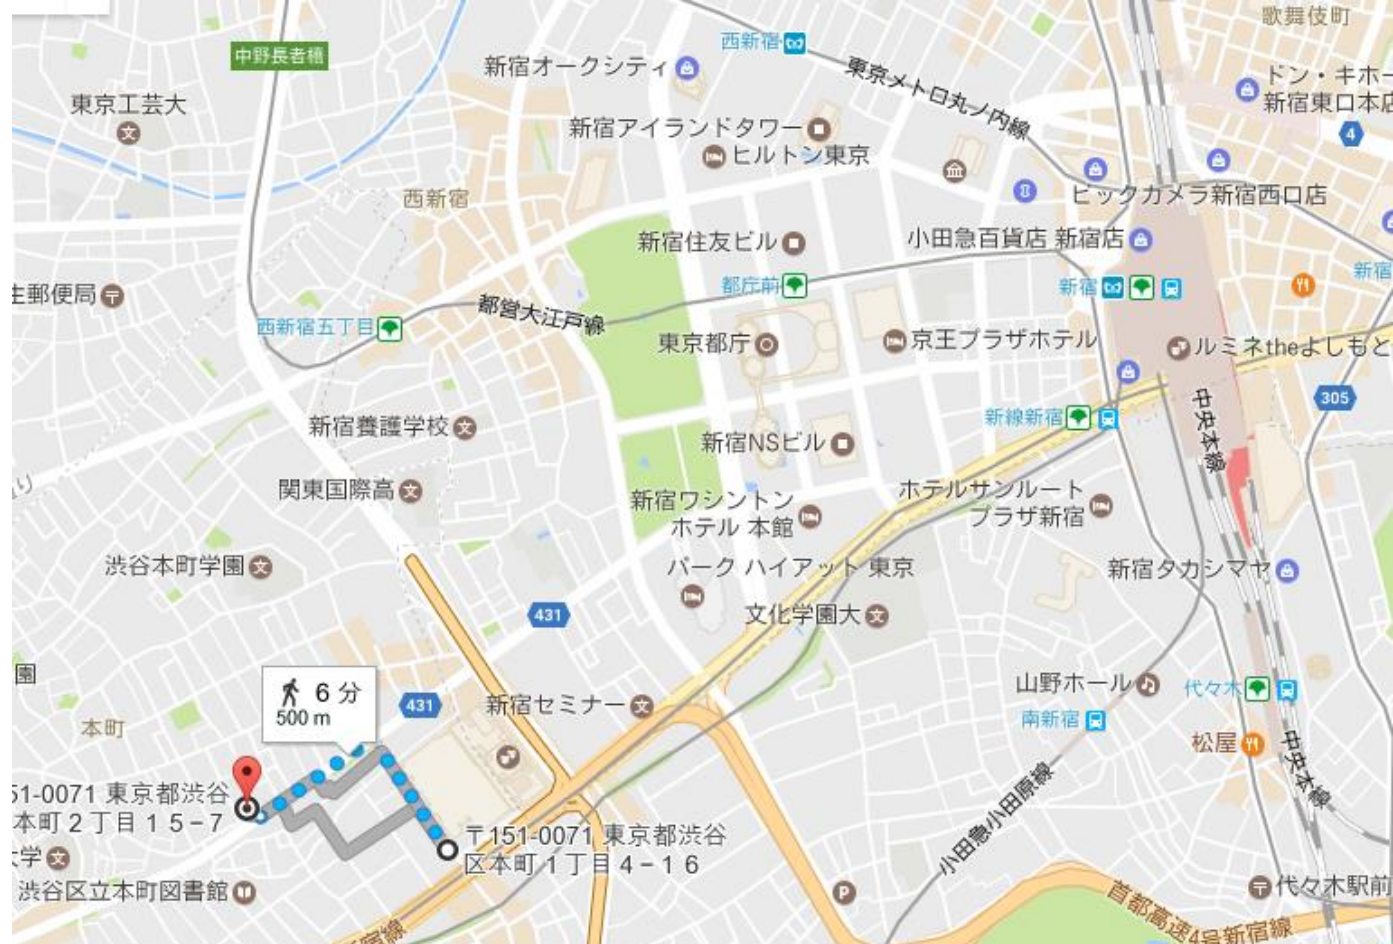 歌舞伎町
西新宿
中野長者橋
新宿オークシティ
東京メトロ丸ノ内線
ドン・キホー
新宿東口本店
東京工芸大
新宿アイランドタワー
4
ヒルトン東京
西新宿
ビックカメラ新宿西口店
新宿住友ビル
小田急百貨店 新宿店
都庁前
新宿
新宿
生郵便局
都営大江戸線
西新宿五丁目
東京都庁
京王プラザホテル
ルミネtheよしもと
305
新宿養護学校
新宿NSビル
新線新宿
中央本線
関東国際高
新宿ワシントン
ホテル 本館
ホテルサンルート
プラザ新宿
渋谷本町学園
パーク ハイアット 東京
新宿タカシマヤ
431
文化学園大
園
6 分
500 m
431
新宿セミナー
山野ホール
代々木
本町
南新宿
松屋
中央本線
51-0071 東京都渋谷
本町2丁目15-7
小田急小田原線
〒151-0071 東京都渋谷
区本町1丁目4-16
大学
渋谷区立本町図書館
P
代々木駅前
首都高速4号新宿線
新宿線